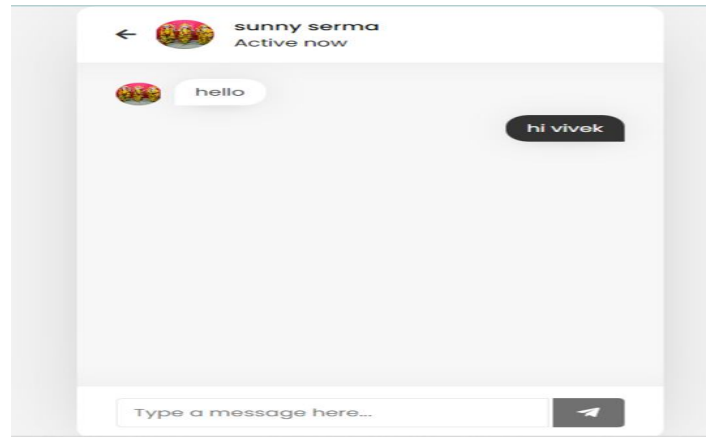 sunny serma
Active now
hello
hi vivek
Type a message here...